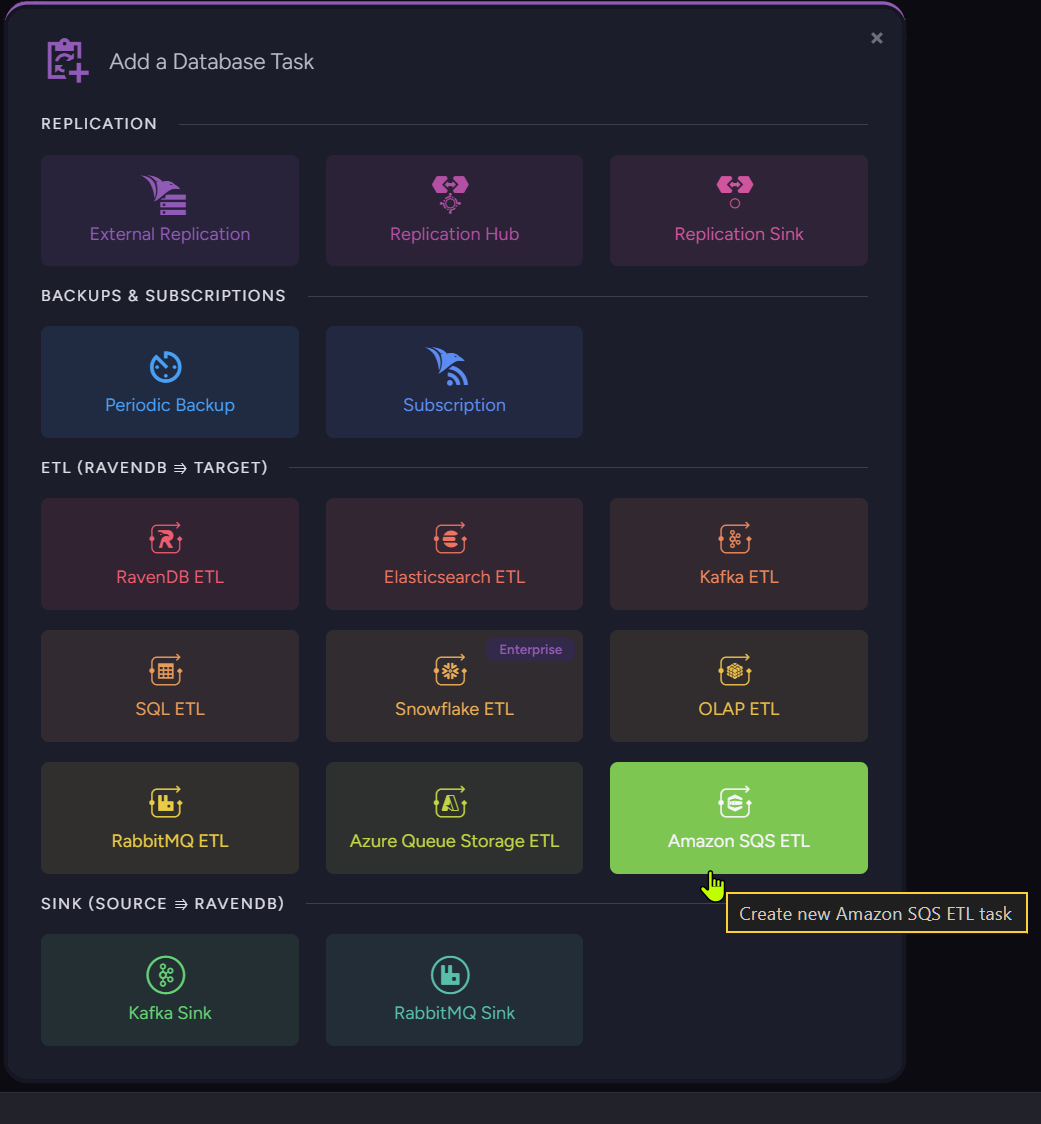 Add a Database Task
×
REPLICATION
External Replication
Replication Hub
Replication Sink
BACKUPS & SUBSCRIPTIONS
Periodic Backup
Subscription
ETL (RAVENDB ⇛ TARGET)
RavenDB ETL
Elasticsearch ETL
Kafka ETL
SQL ETL
Enterprise
Snowflake ETL
OLAP ETL
RabbitMQ ETL
Azure Queue Storage ETL
Amazon SQS ETL
SINK (SOURCE ⇛ RAVENDB)
Create new Amazon SQS ETL task
Kafka Sink
RabbitMQ Sink